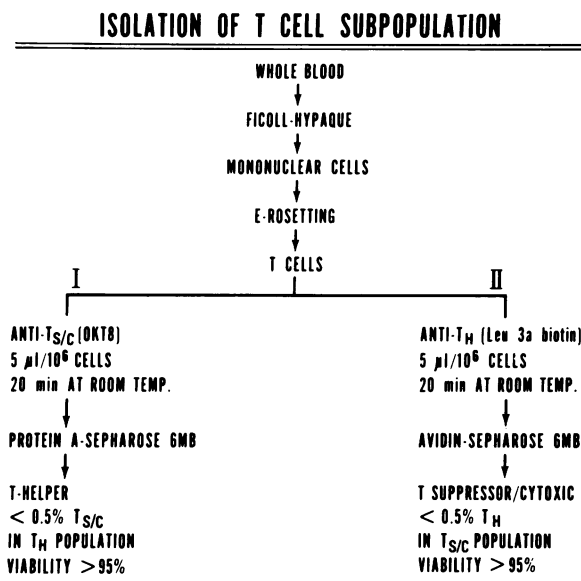 ISOLATION OF T CELL SUBPOPULATION
WHOLE BLOOD
FICOLL-HYPAQUE
MONONUCLEAR CELLS
E-ROSETTING
T CELLS
I
ANTI-TS/C (OKT8)
5 µl/10⁶ CELLS
20 min AT ROOM TEMP.
PROTEIN A-SEPHAROSE 6MB
T-HELPER
< 0.5% TS/C
IN TH POPULATION
VIABILITY >95%
II
ANTI-TH (Leu 3a biotin)
5 µl/10⁶ CELLS
20 min AT ROOM TEMP.
AVIDIN-SEPHAROSE 6MB
T SUPPRESSOR/CYTOXIC
< 0.5% TH
IN TS/C POPULATION
VIABILITY >95%